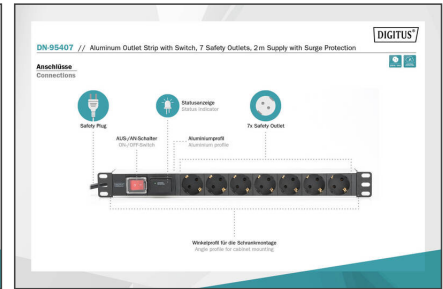 DIGITUS®
DN-95407 // Aluminum Outlet Strip with Switch, 7 Safety Outlets, 2 m Supply with Surge Protection
Anschlüsse
Connections
Statusanzeige
Status indicator
Safety Plug
7x Safety Outlet
AUS-/AN-Schalter
ON-/OFF-Switch
Aluminiumprofil
Aluminium profile
Winkelprofil für die Schrankmontage
Angle profile for cabinet mounting